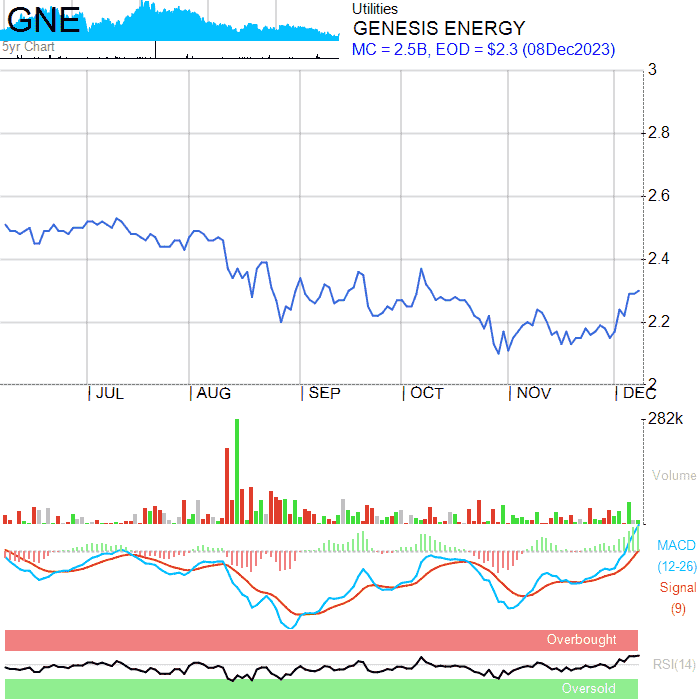 GNE
5yr Chart
Utilities
GENESIS ENERGY
MC = 2.5B, EOD = $2.3 (08Dec2023)
3
2.8
2.6
2.4
2.2
2
JUL AUG SEP OCT NOV DEC
282k
Volume
MACD
(12-26)
Signal
(9)
Overbought
RSI(14)
Oversold